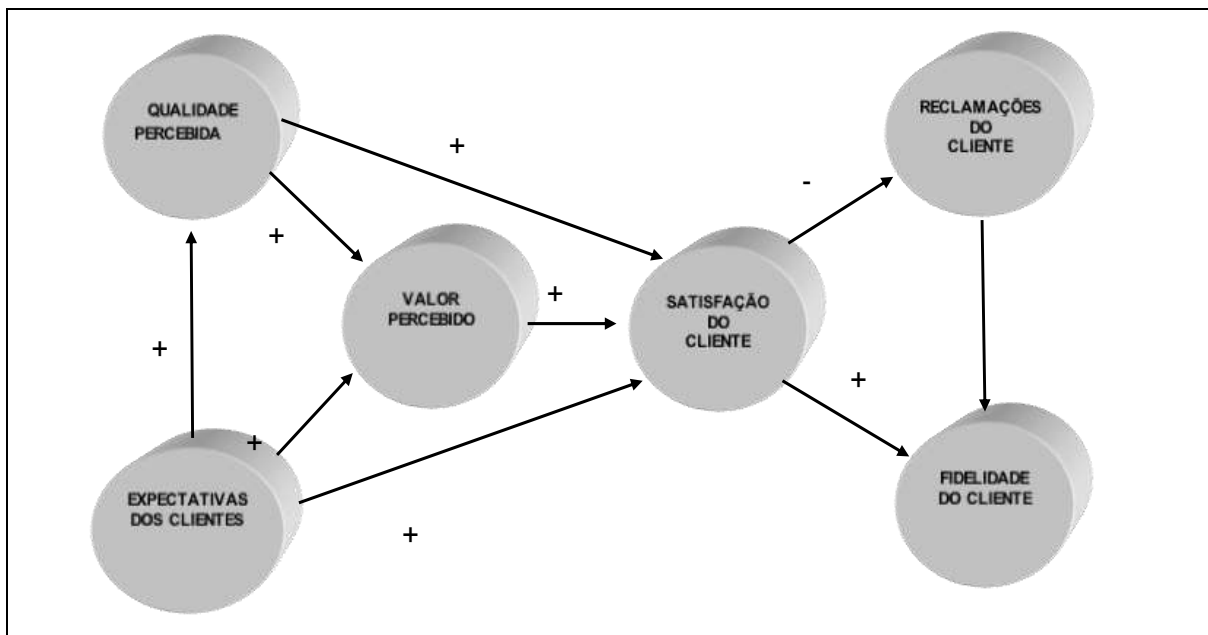 QUALIDADE
PERCEBIDA
RECLAMAÇÕES
DO
CLIENTE
+
-
+
VALOR
PERCEBIDO
+
SATISFAÇÃO
DO
CLIENTE
+
+
+
EXPECTATIVAS
DOS CLIENTES
+
FIDELIDADE
DO CLIENTE